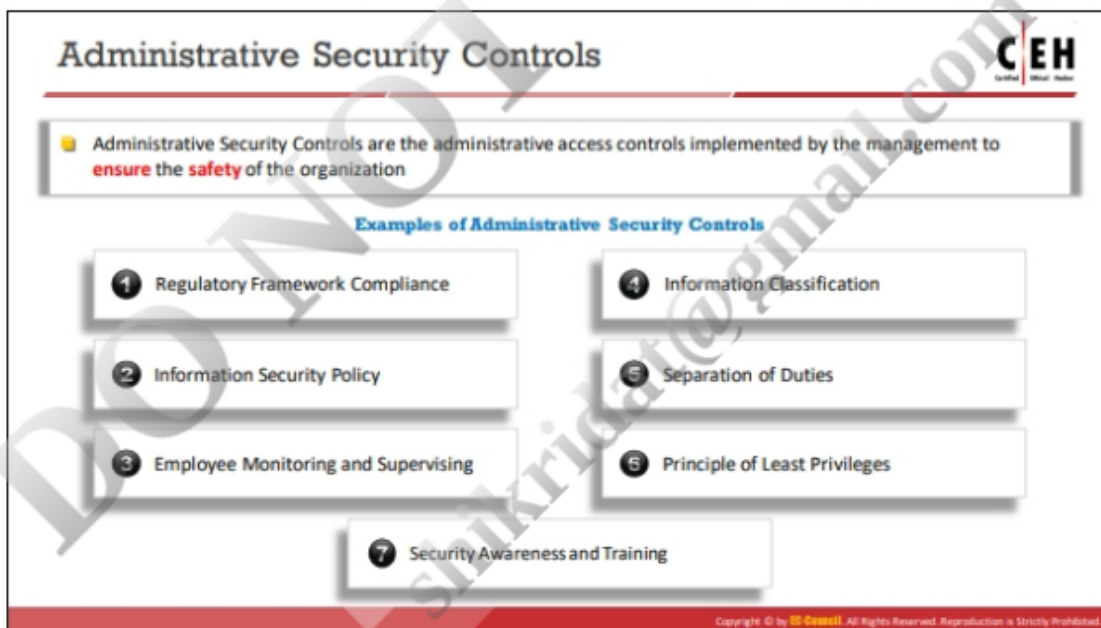 Administrative Security Controls
C|EH
Certified Ethical Hacker
Administrative Security Controls are the administrative access controls implemented by the management to
ensure the safety of the organization
Examples of Administrative Security Controls
1 Regulatory Framework Compliance
4 Information Classification
2 Information Security Policy
5 Separation of Duties
3 Employee Monitoring and Supervising
6 Principle of Least Privileges
7 Security Awareness and Training
Copyright © by EC-Council. All Rights Reserved. Reproduction is Strictly Prohibited.
DO NOT
shikridat@gmail.com